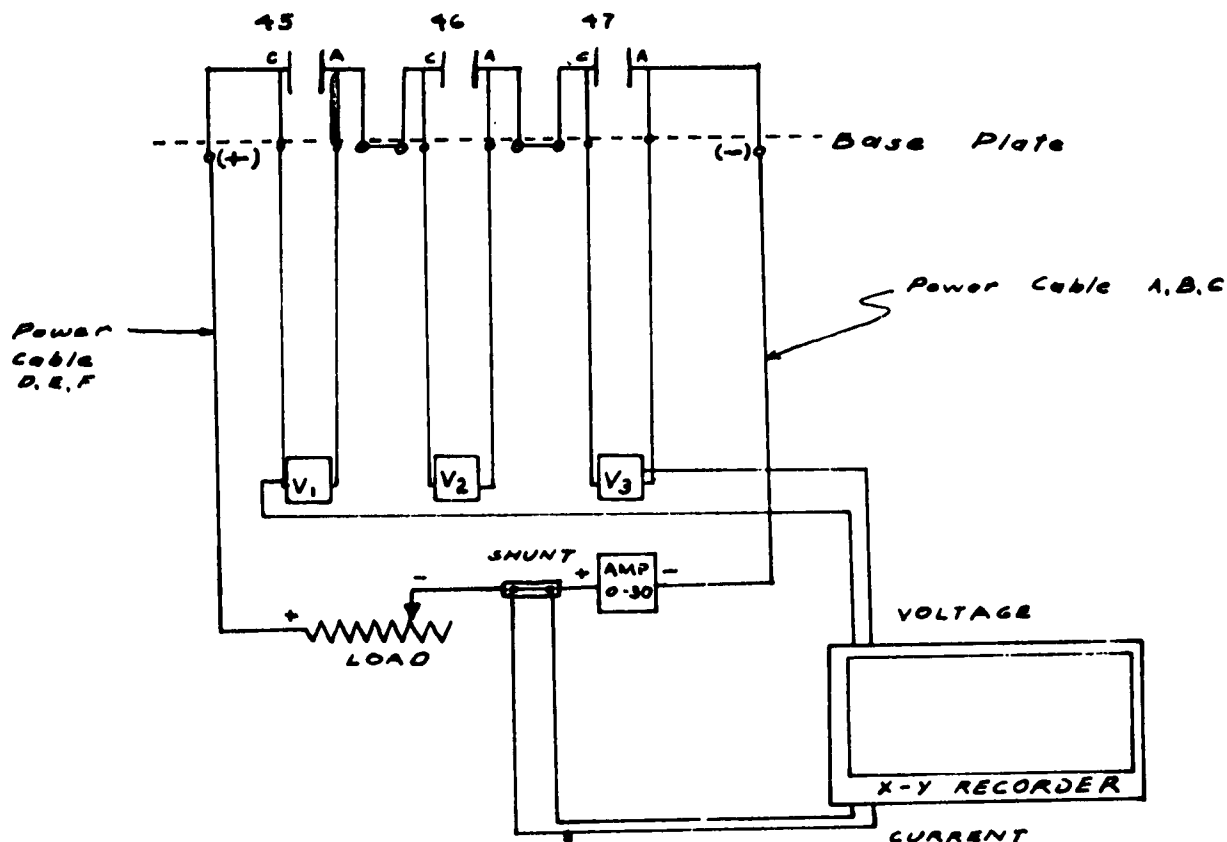 45 46 47
C A C A C A
(+) (-) Base Plate
Power Cable A,B,C
Power
Cable
D,E,F
V1 V2 V3
SHUNT
- + AMP -
0-30
+
LOAD
VOLTAGE
X-Y RECORDER
CURRENT